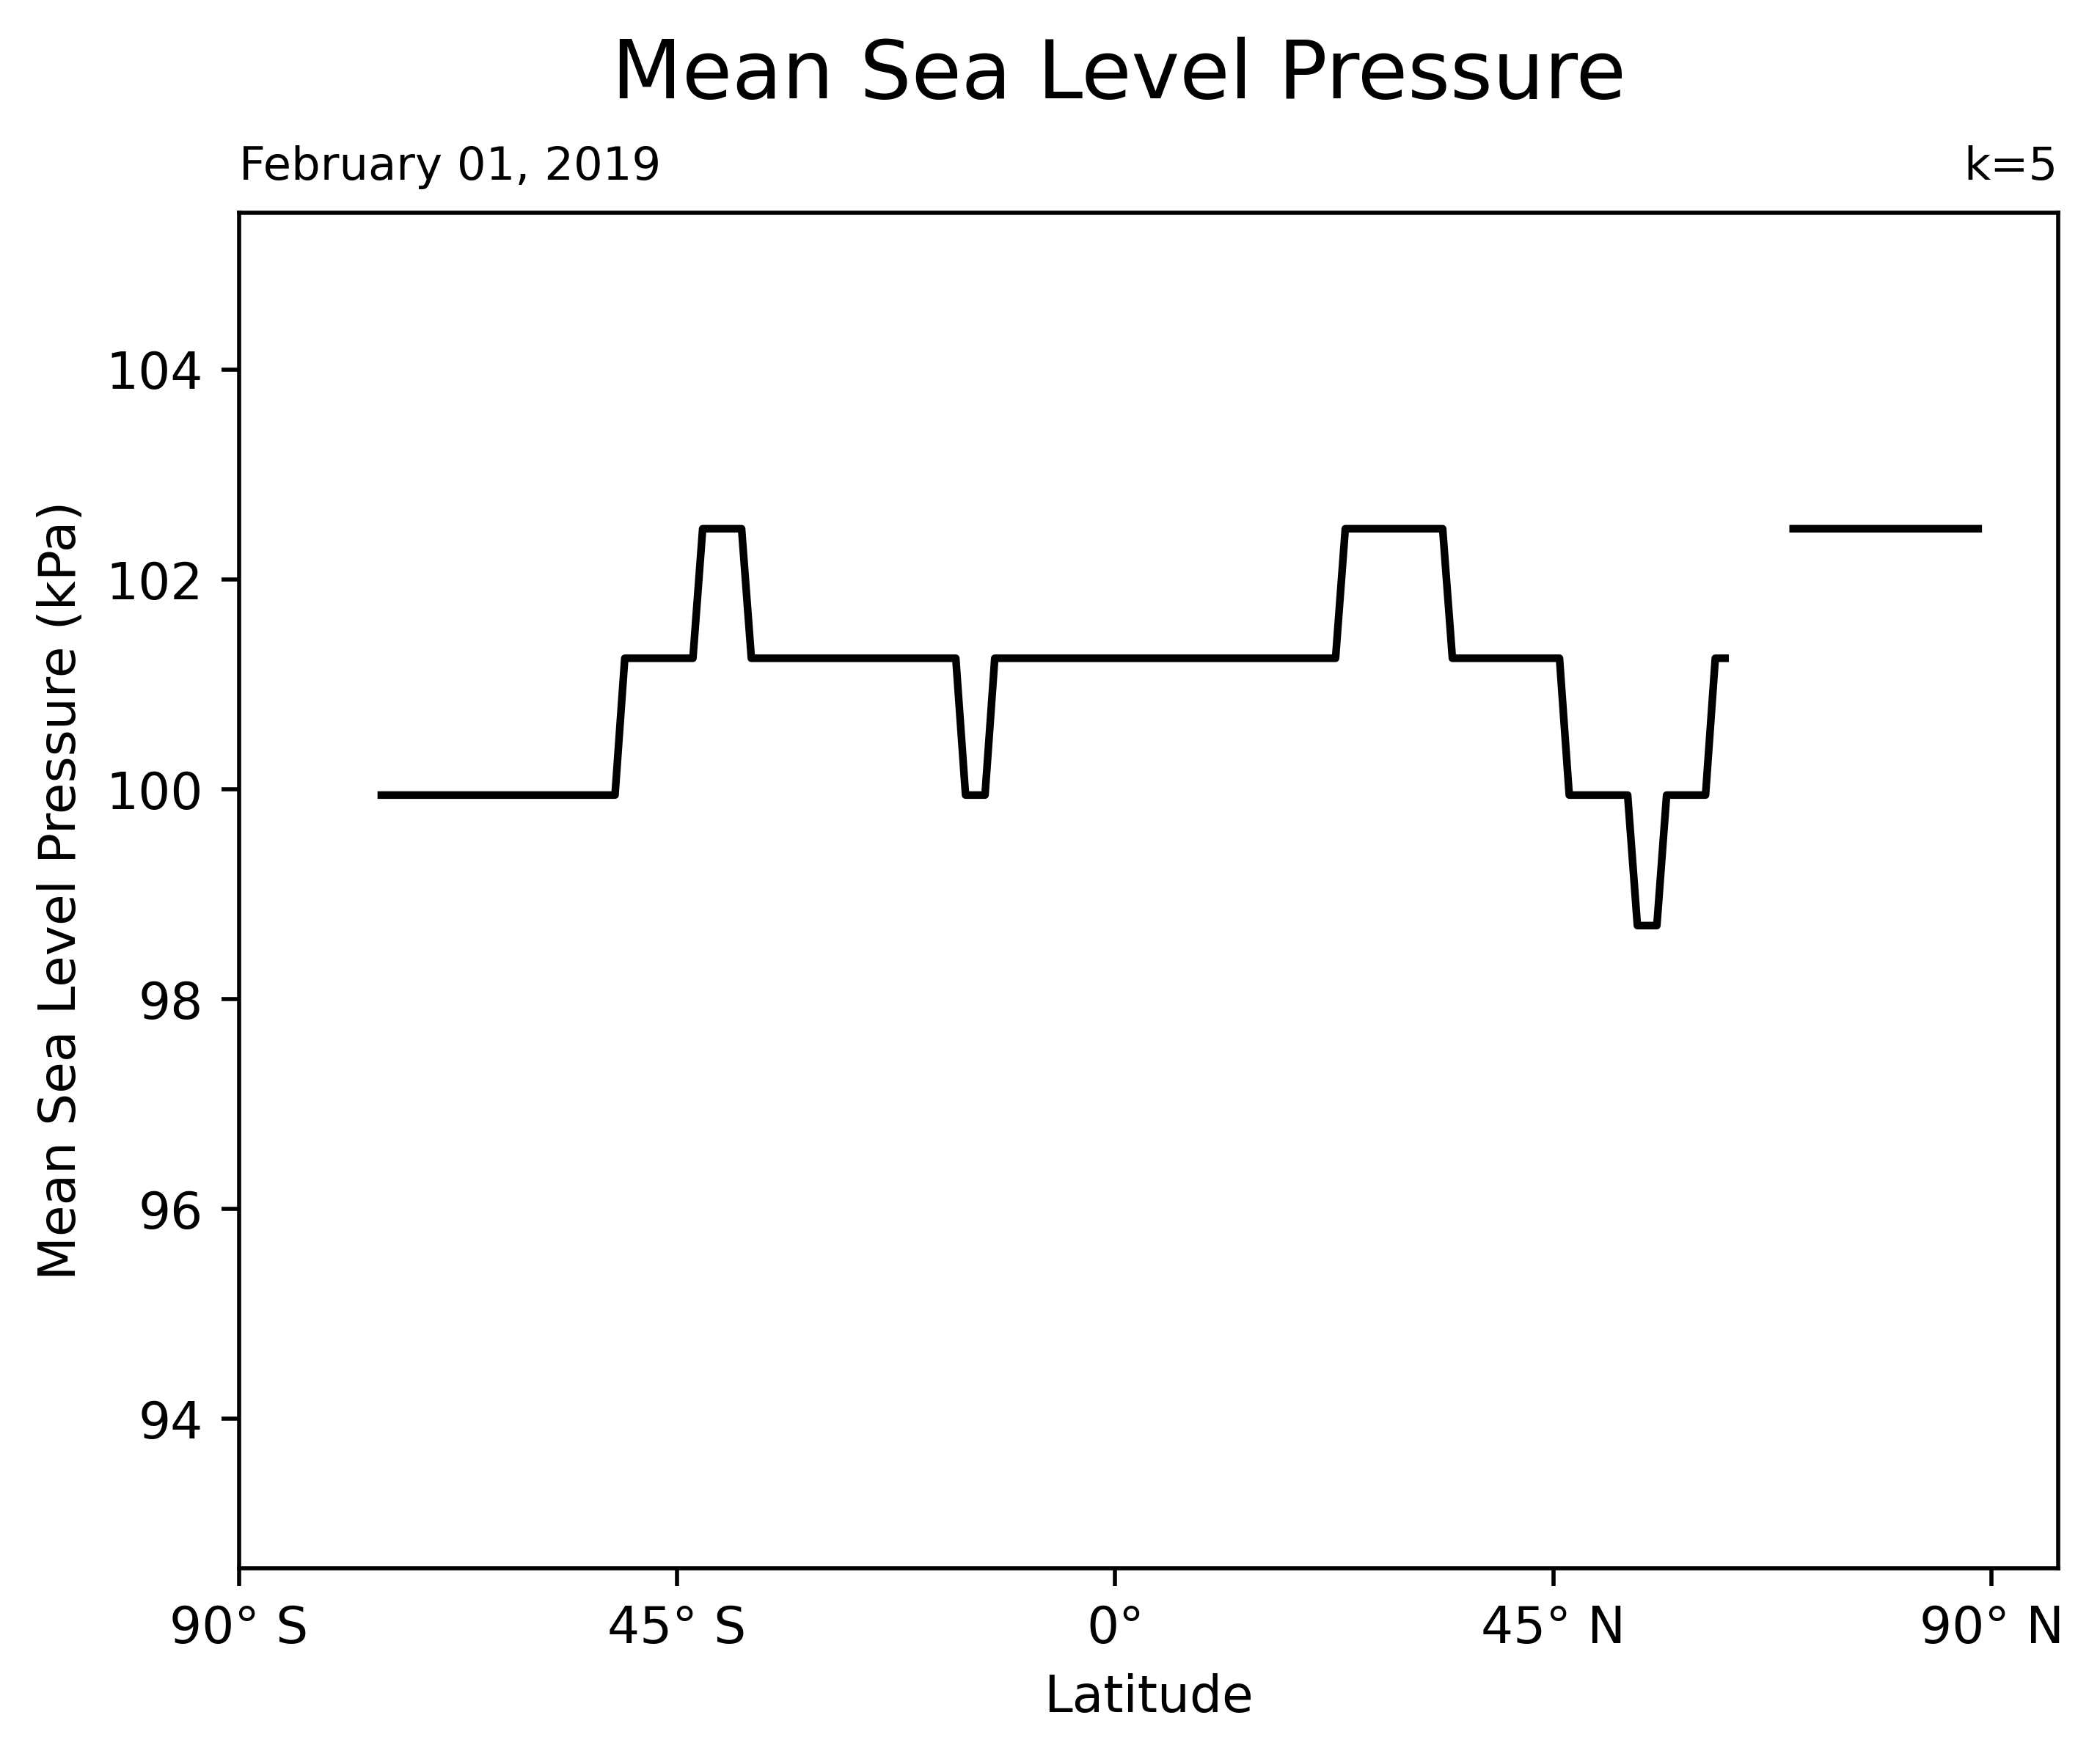 Mean Sea Level Pressure
February 01, 2019
k=5
Mean Sea Level Pressure (kPa)
104
102
100
98
96
94
90° S
45° S
0°
45° N
90° N
Latitude